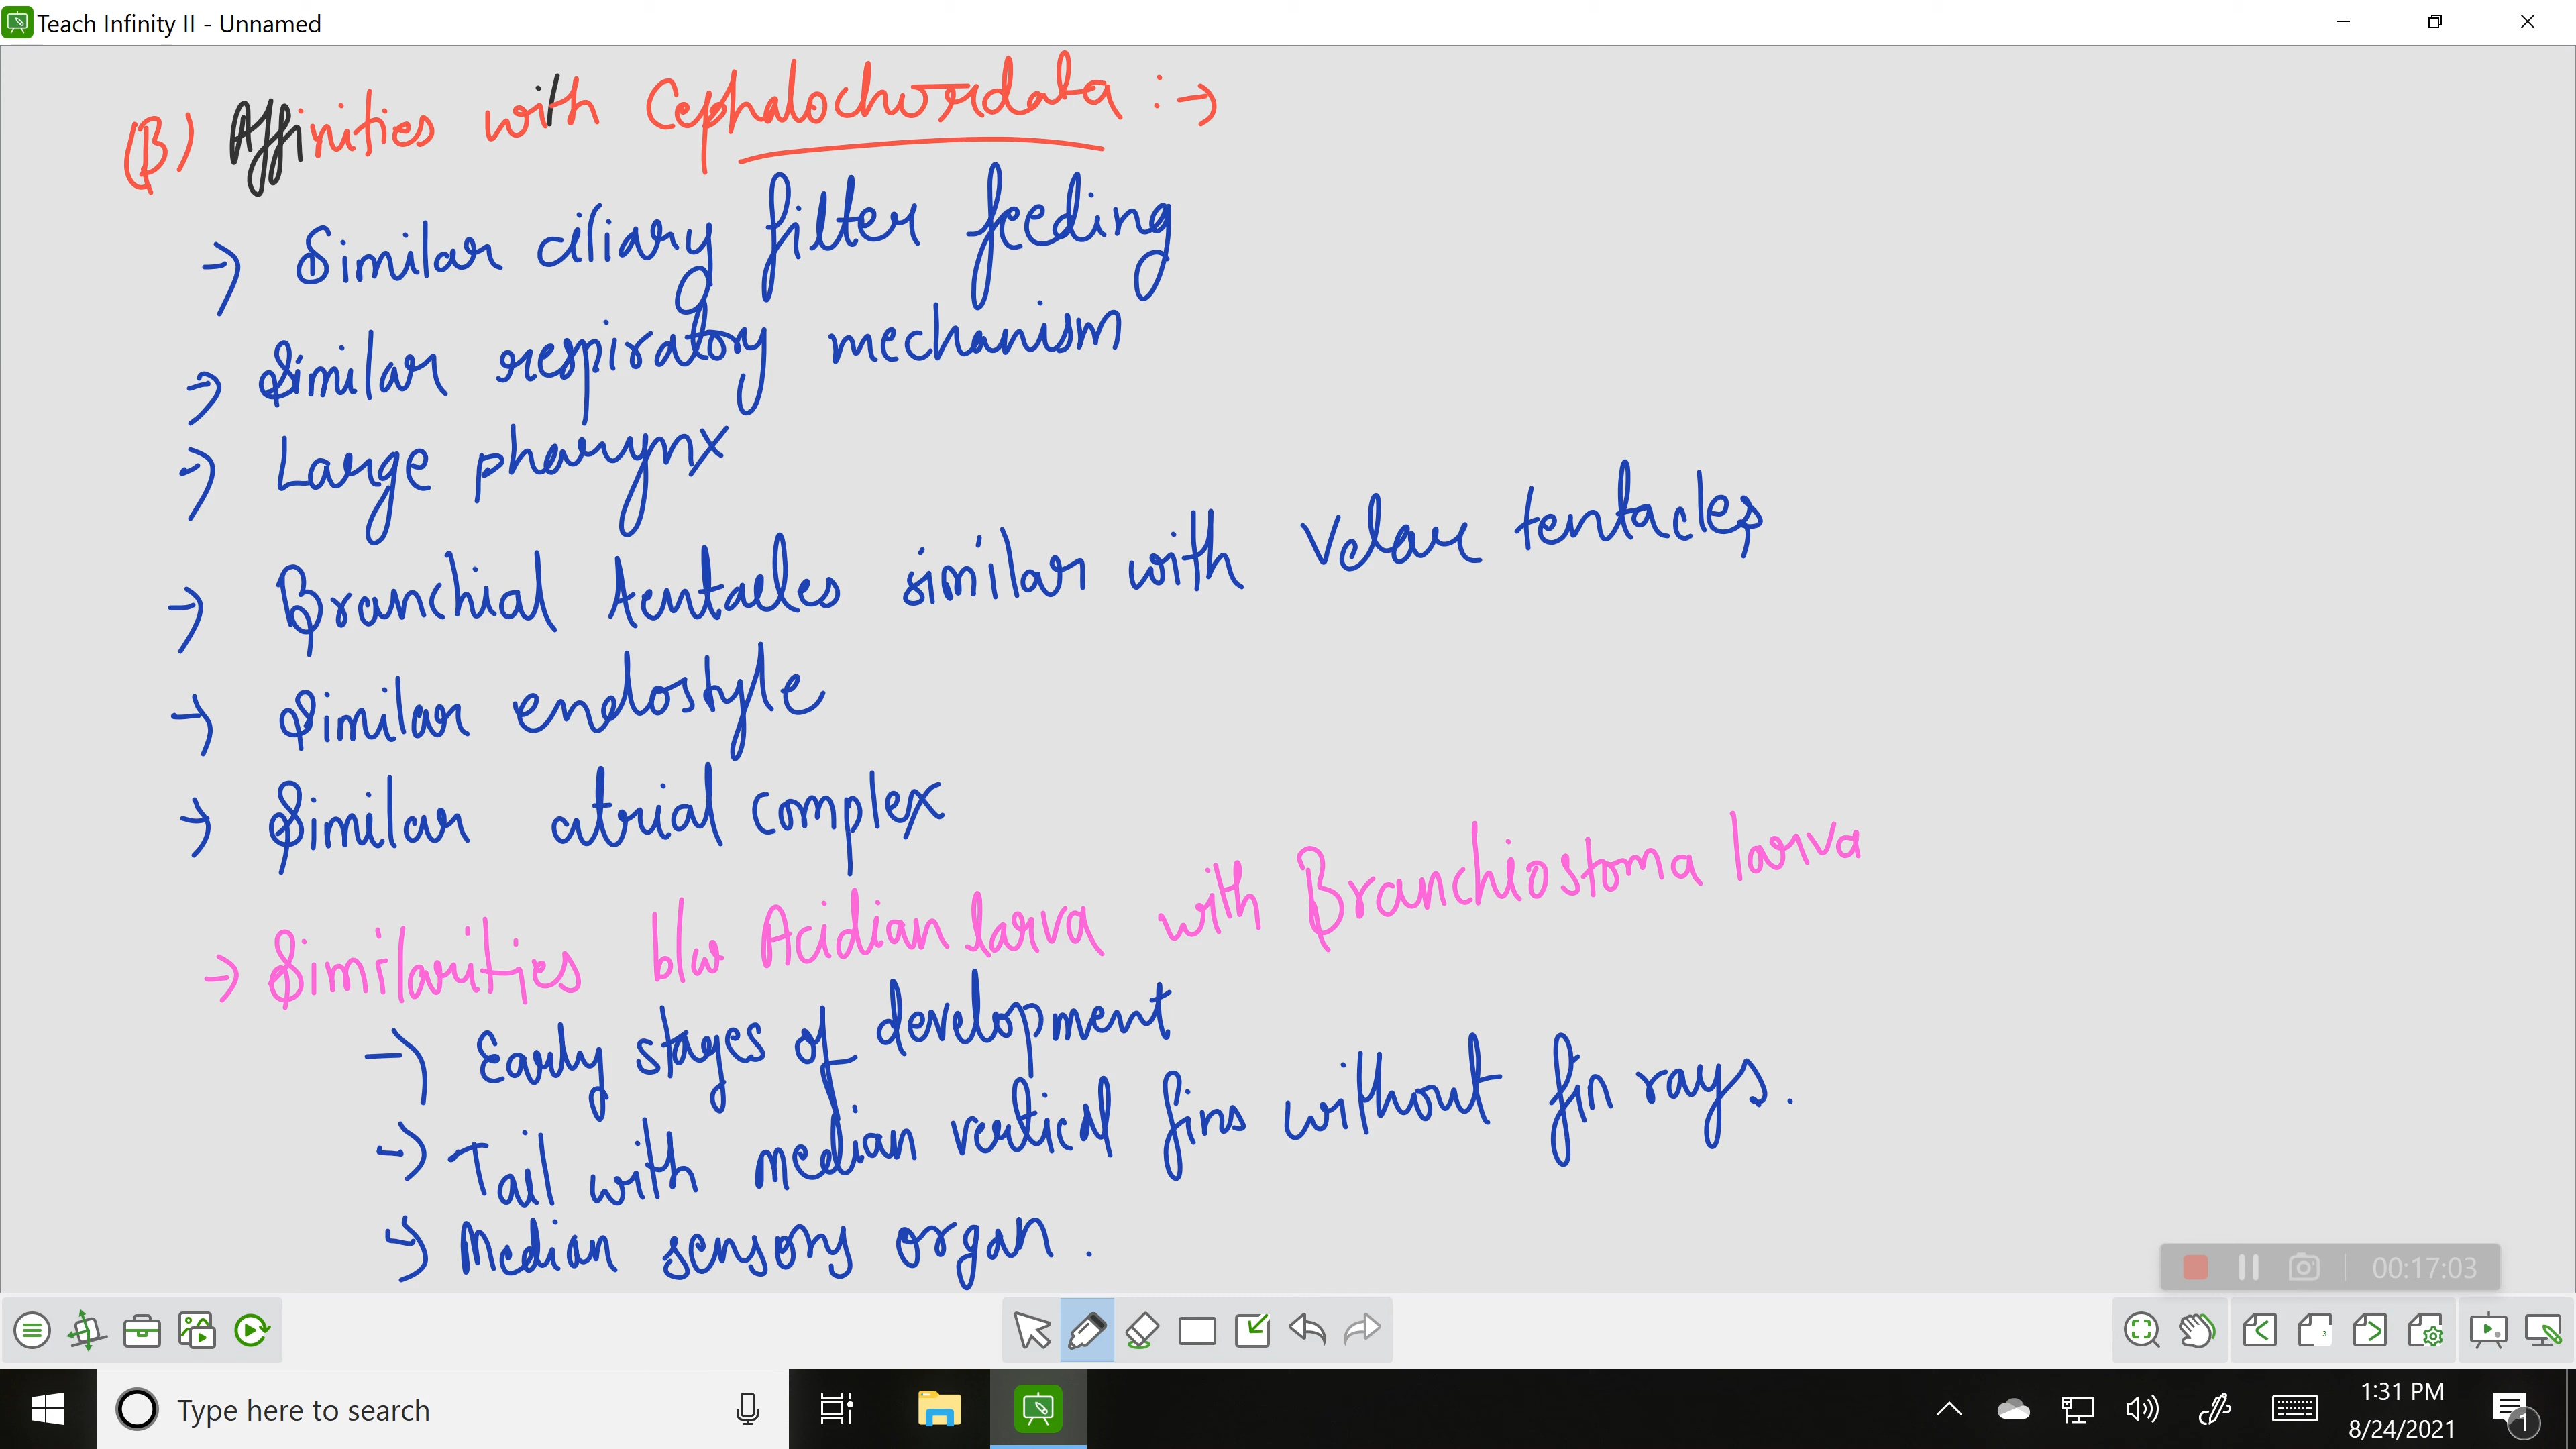 Teach Infinity II - Unnamed
(B) Affinities with Cephalochordata :→
→ Similar ciliary filter feeding
→ Similar respiratory mechanism
→ Large pharynx
→ Branchial tentacles similar with Velar tentacles
→ Similar endostyle
→ Similar atrial complex
→ Similarities b/w Acidian larva with Branchiostoma larva
→ Early stages of development
→ Tail with median vertical fins without fin rays.
→ Median sensory organ.
00:17:03
3
Type here to search
1:31 PM
8/24/2021
1